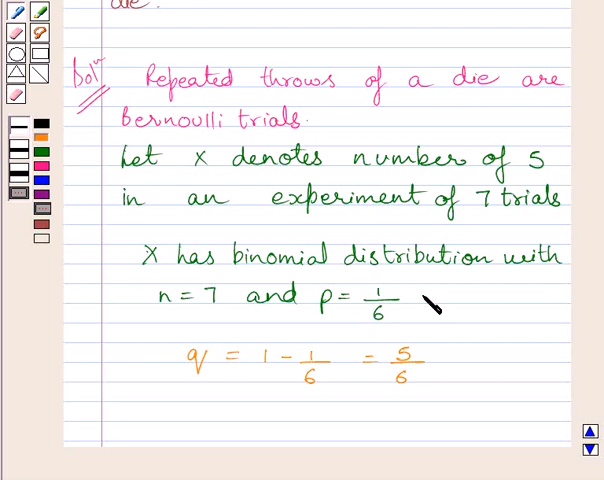 die.
Solⁿ Repeated throws of a die are
Bernoulli trials.
Let X denotes number of 5
in an experiment of 7 trials
X has binomial distribution with
n = 7 and p = 1/6
q = 1 - 1/6 = 5/6